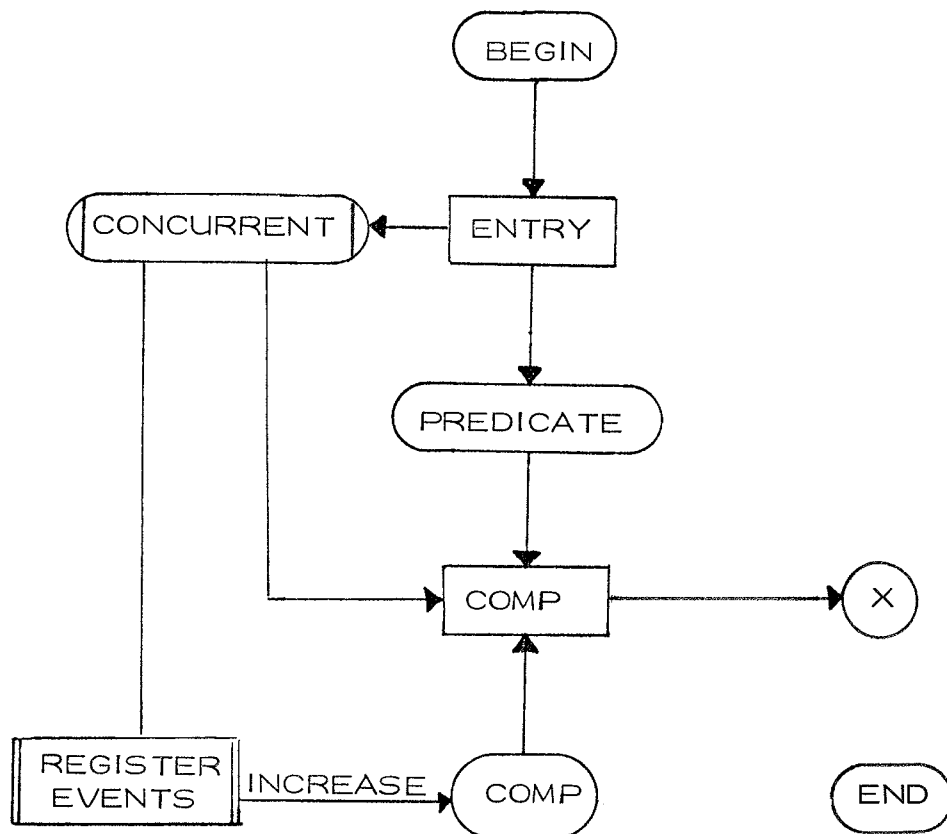 BEGIN
CONCURRENT
ENTRY
PREDICATE
COMP
X
REGISTER
EVENTS
INCREASE
COMP
END